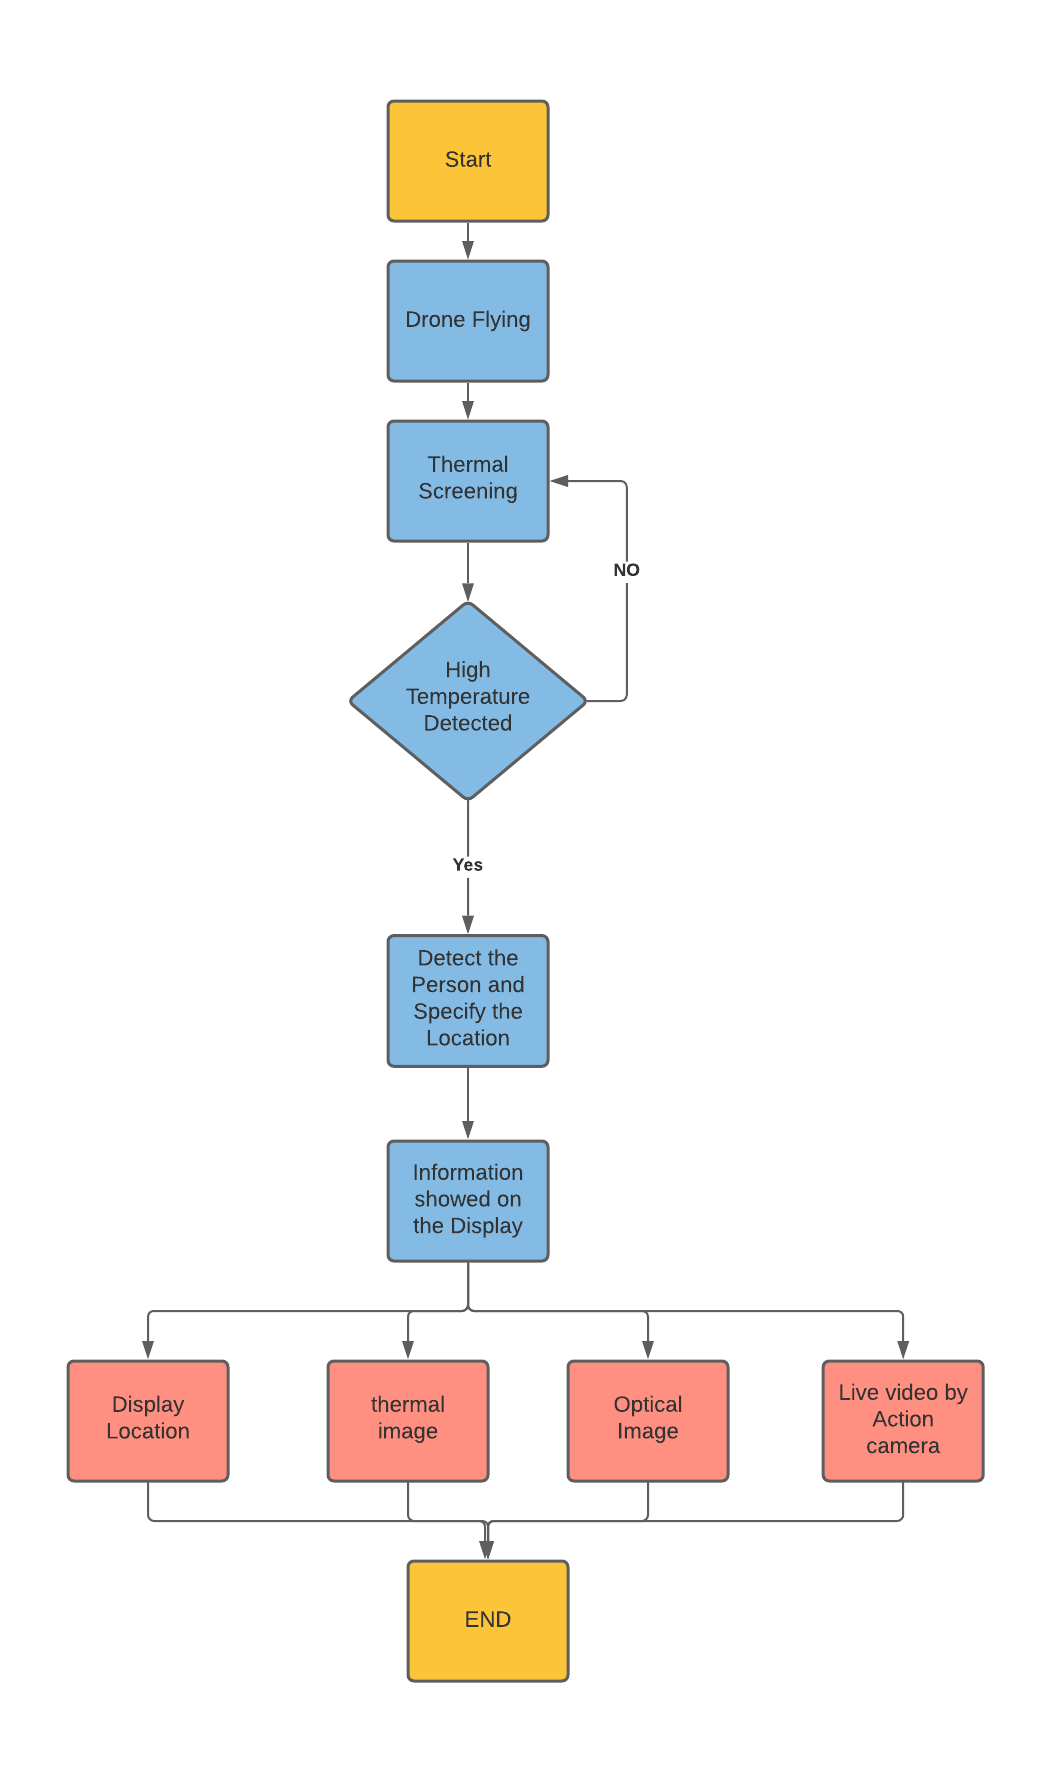 Start
Drone Flying
Thermal
Screening
NO
High
Temperature
Detected
Yes
Detect the
Person and
Specify the
Location
Information
showed on
the Display
Display
Location
thermal
image
Optical
Image
Live video by
Action
camera
END